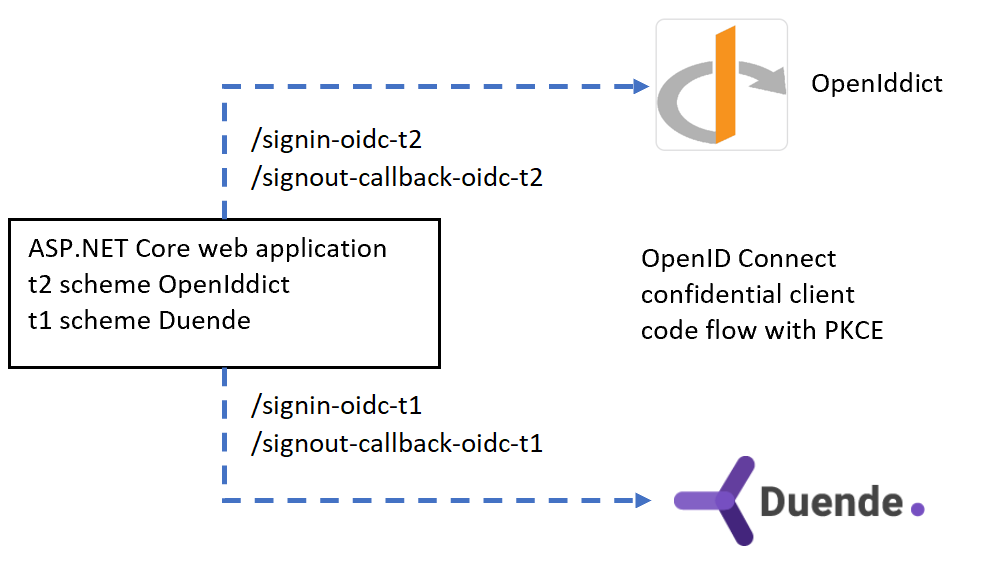 OpenIddict
/signin-oidc-t2
/signout-callback-oidc-t2
ASP.NET Core web application
t2 scheme OpenIddict
t1 scheme Duende
OpenID Connect
confidential client
code flow with PKCE
/signin-oidc-t1
/signout-callback-oidc-t1
Duende.